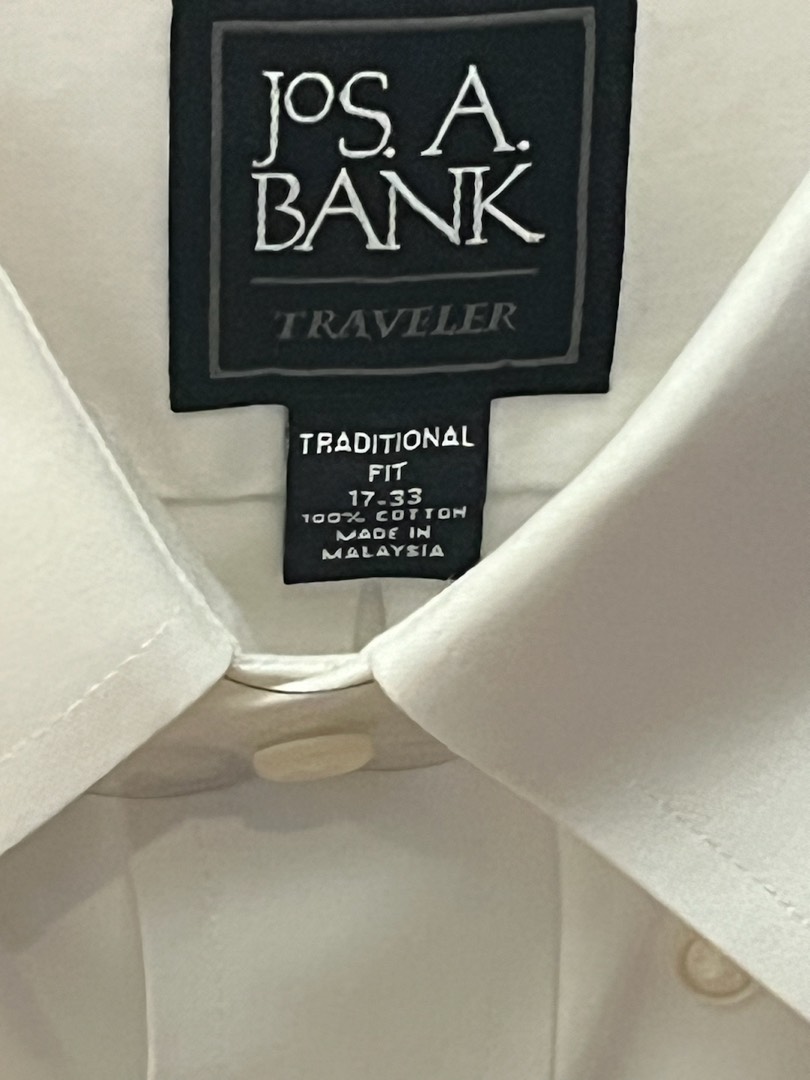 JoS. A.
BANK
TRAVELER
TRADITIONAL
FIT
17-33
100% COTTON
MADE IN
MALAYSIA